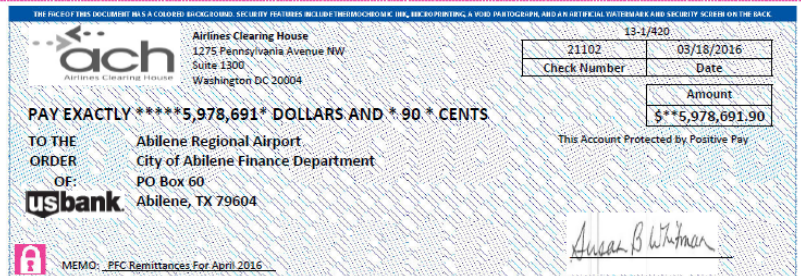 THE FACE OF THIS DOCUMENT HAS A COLORED BACKGROUND. SECURITY FEATURES INCLUDE THERMOCHROMIC INK, MICROPRINTING, A VOID PANTOGRAPH, AND AN ARTIFICIAL WATERMARK AND SECURITY SCREEN ON THE BACK
ach
Airlines Clearing House
Airlines Clearing House
1275 Pennsylvania Avenue NW
Suite 1300
Washington DC 20004
13-1/420
21102 03/18/2016
Check Number Date
Amount
$**5,978,691.90
PAY EXACTLY *****5,978,691* DOLLARS AND * 90 * CENTS
This Account Protected by Positive Pay
TO THE Abilene Regional Airport
ORDER City of Abilene Finance Department
OF: PO Box 60
usbank. Abilene, TX 79604
Susan B Whitman
MEMO: PFC Remittances For April 2016